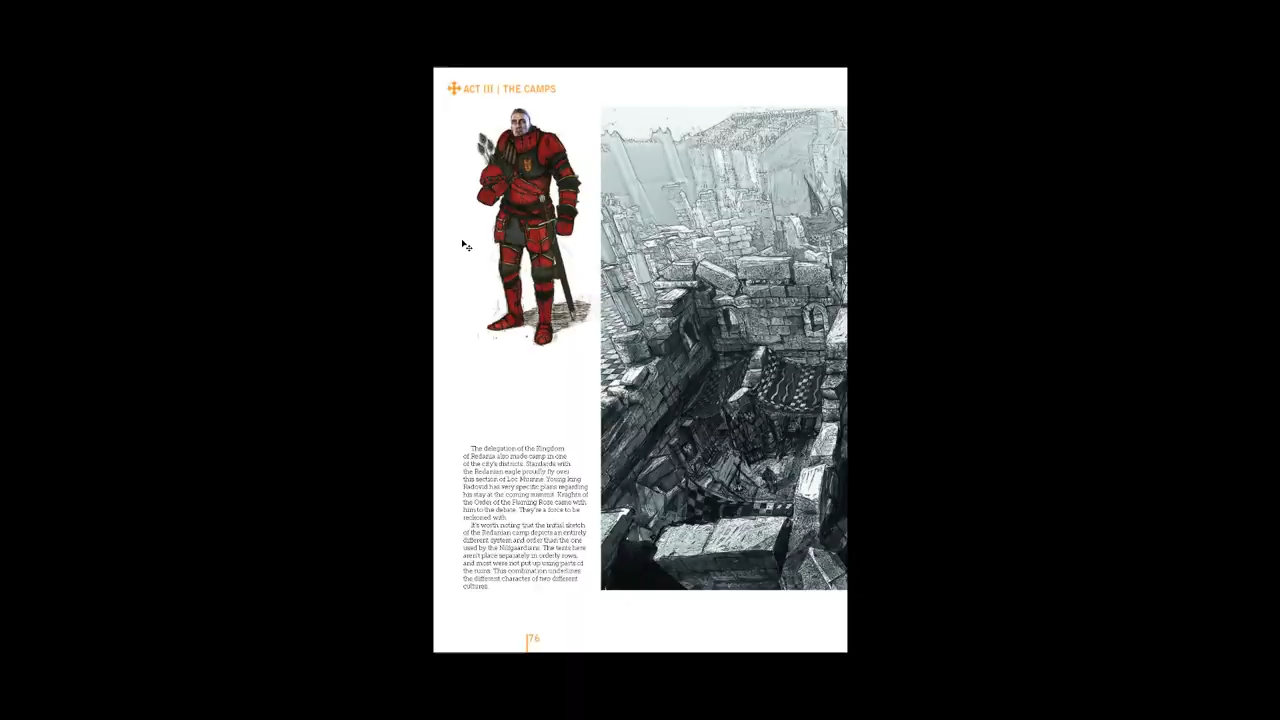 ACT III | THE CAMPS
The delegation of the Kingdom
of Redania also made camp in one
of the city's districts. Standards with
the Redanian eagle proudly fly over
this section of Loc Muinne. Young king
Radovid has very specific plans regarding
his stay at the coming summit. Knights of
the Order of the Flaming Rose came with
him to the debate. They're a force to be
reckoned with.
It's worth noting that the initial sketch
of the Redanian camp depicts an entirely
different system and order than the one
used by the Nilfgaardians. The tents here
aren't place separately in orderly rows,
and most were not put up using parts of
the ruins. This combination underlines
the different character of two different
cultures.
76